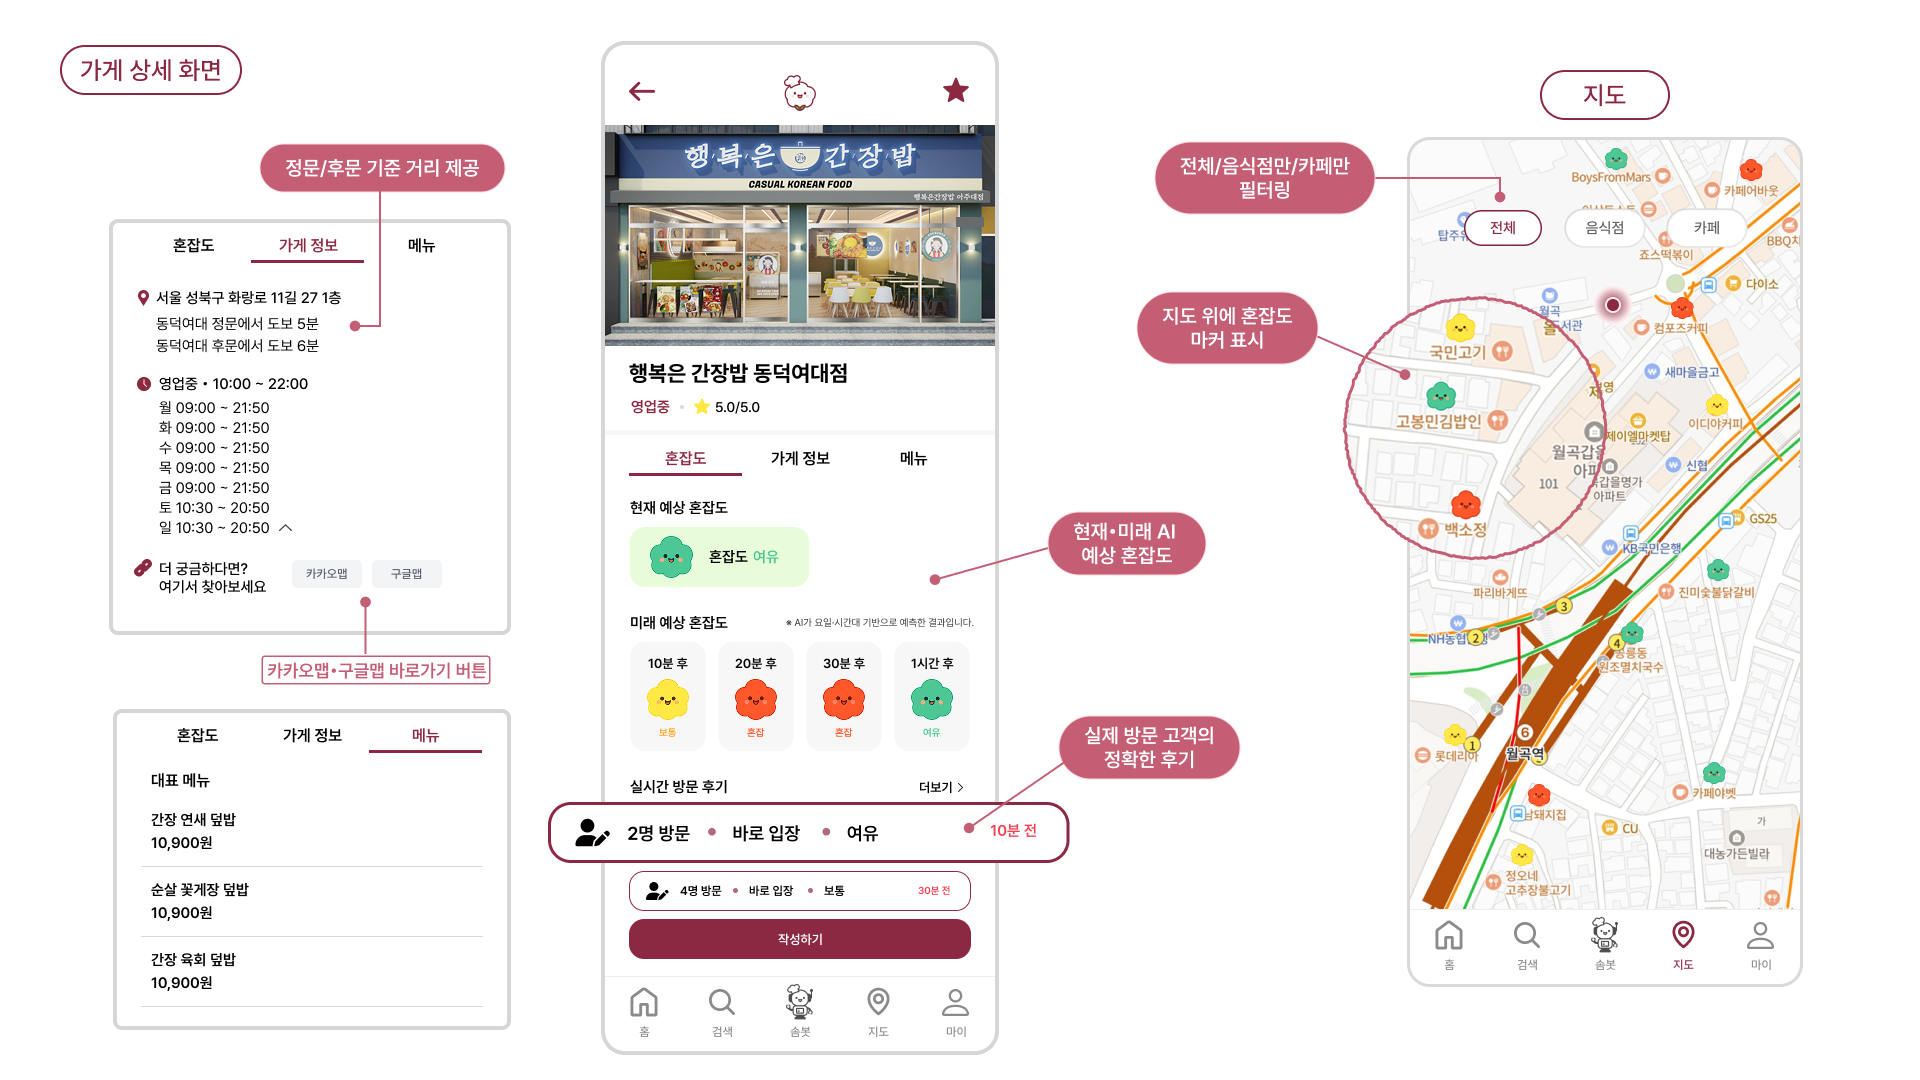 가게 상세 화면
정문/후문 기준 거리 제공
혼잡도
가게 정보
메뉴
서울 성북구 화랑로 11길 27 1층
동덕여대 정문에서 도보 5분
동덕여대 후문에서 도보 6분
영업중 • 10:00 ~ 22:00
월 09:00 ~ 21:50
화 09:00 ~ 21:50
수 09:00 ~ 21:50
목 09:00 ~ 21:50
금 09:00 ~ 21:50
토 10:30 ~ 20:50
일 10:30 ~ 20:50
더 궁금하다면?
여기서 찾아보세요
카카오맵
구글맵
카카오맵•구글맵 바로가기 버튼
혼잡도
가게 정보
메뉴
대표 메뉴
간장 연새 덮밥
10,900원
순살 꽃게장 덮밥
10,900원
간장 육회 덮밥
10,900원
행복은 간장밥
CASUAL KOREAN FOOD
행복은간장밥 아주대점
행복은 간장밥 동덕여대점
영업중
5.0/5.0
혼잡도
가게 정보
메뉴
현재 예상 혼잡도
혼잡도 여유
미래 예상 혼잡도
※ AI가 요일·시간대 기반으로 예측한 결과입니다.
10분 후
20분 후
30분 후
1시간 후
보통
혼잡
혼잡
여유
실시간 방문 후기
더보기
2명 방문 • 바로 입장 • 여유
10분 전
4명 방문 • 바로 입장 • 보통
30분 전
작성하기
홈
검색
솜봇
지도
마이
현재•미래 AI
예상 혼잡도
실제 방문 고객의
정확한 후기
지도
전체/음식점만/카페만
필터링
지도 위에 혼잡도
마커 표시
BoysFromMars
카페어바웃
전체
음식점
카페
BBQ치
죠스떡볶이
다이소
월곡
컴포즈커피
국민고기
새마을금고
고봉민김밥인
이디야커피
제이엘마켓탑
월곡갑을
신협
101
갑을명가
아파트
백소정
GS25
KB국민은행
파리바게뜨
진미숯불닭갈비
3
2
4
NH농협은행
공릉동
원조멸치국수
6
월곡역
1
롯데리아
카페야벳
남돼지집
CU
가
대농가든빌라
정오네
고추장불고기
홈
검색
솜봇
지도
마이